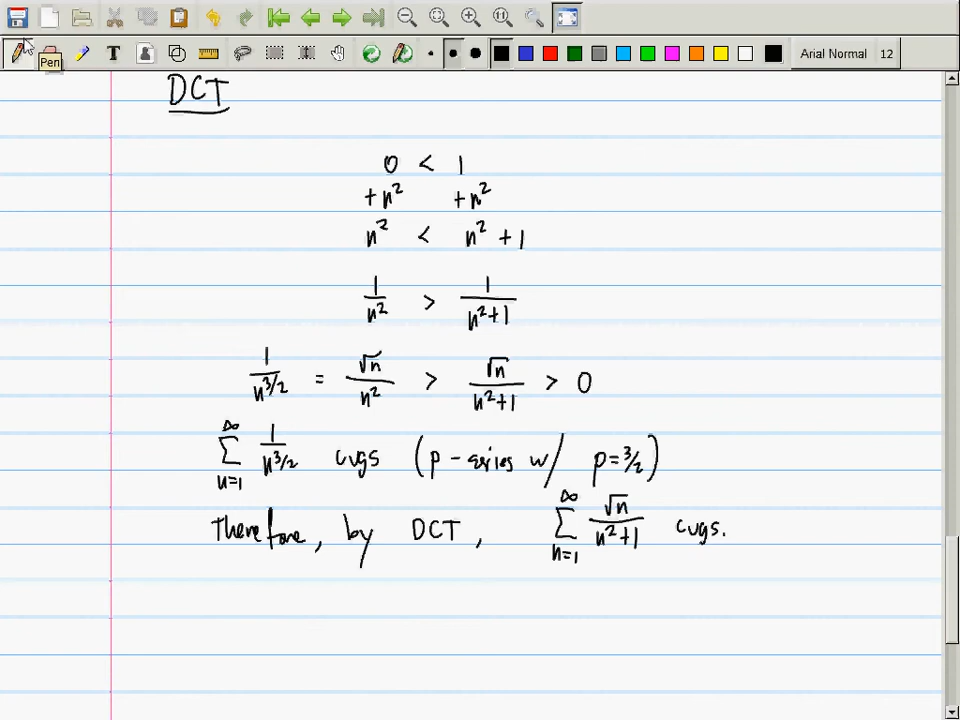 Arial Normal 12
Pen
DCT
0 < 1
+n² +n²
n² < n² + 1
1/n² > 1/(n²+1)
1/n^(3/2) = √n/n² > √n/(n²+1) > 0
∞∑n=1 1/n^(3/2) cvgs (p-series w/ p=3/2)
therefore, by DCT, ∞∑n=1 √n/(n²+1) cvgs.